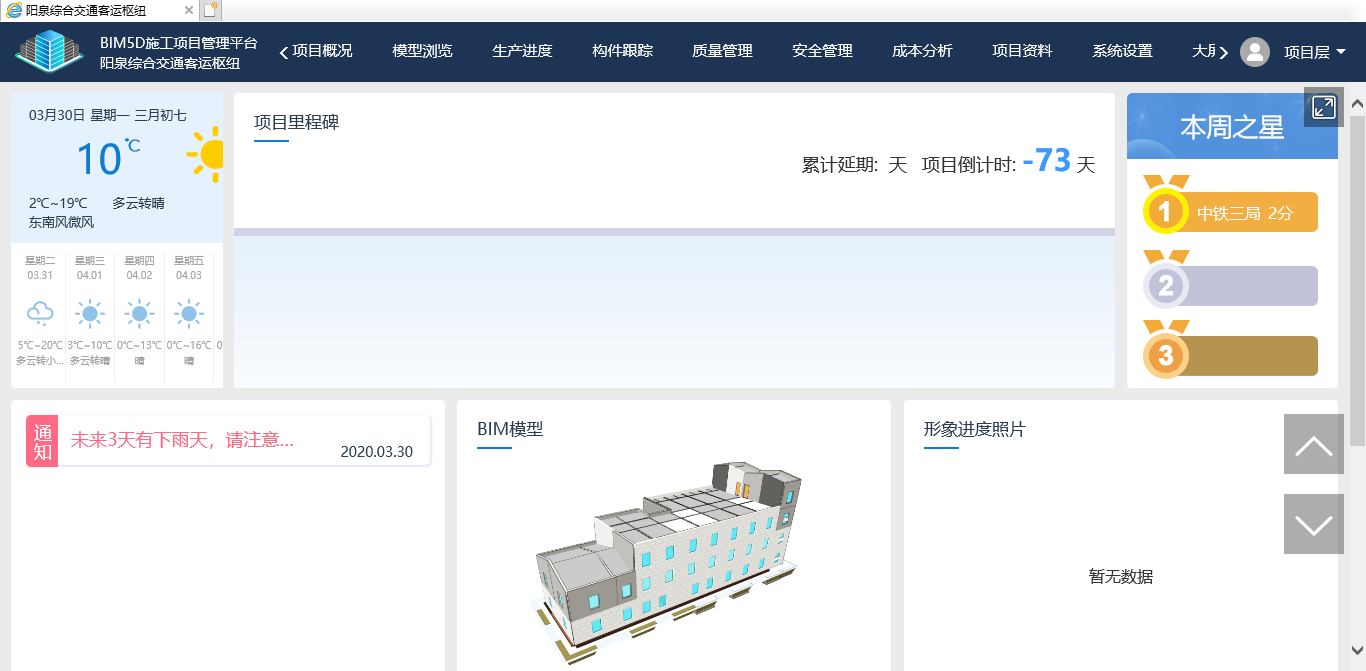 阳泉综合交通客运枢纽
BIM5D施工项目管理平台
阳泉综合交通客运枢纽
项目概况 模型浏览 生产进度 构件跟踪 质量管理 安全管理 成本分析 项目资料 系统设置 项目层
03月30日 星期一 三月初七
10℃
2℃~19℃ 多云转晴
东南风微风
星期二 星期三 星期四 星期五
03.31 04.01 04.02 04.03
5℃~20℃ 3℃~10℃ 0℃~13℃ 0℃~16℃
多云转小... 多云转晴 晴 晴
项目里程碑
累计延期: 天 项目倒计时: -73 天
本周之星
1 中铁三局 2分
2
3
通知
未来3天有下雨天，请注意...
2020.03.30
BIM模型
形象进度照片
暂无数据